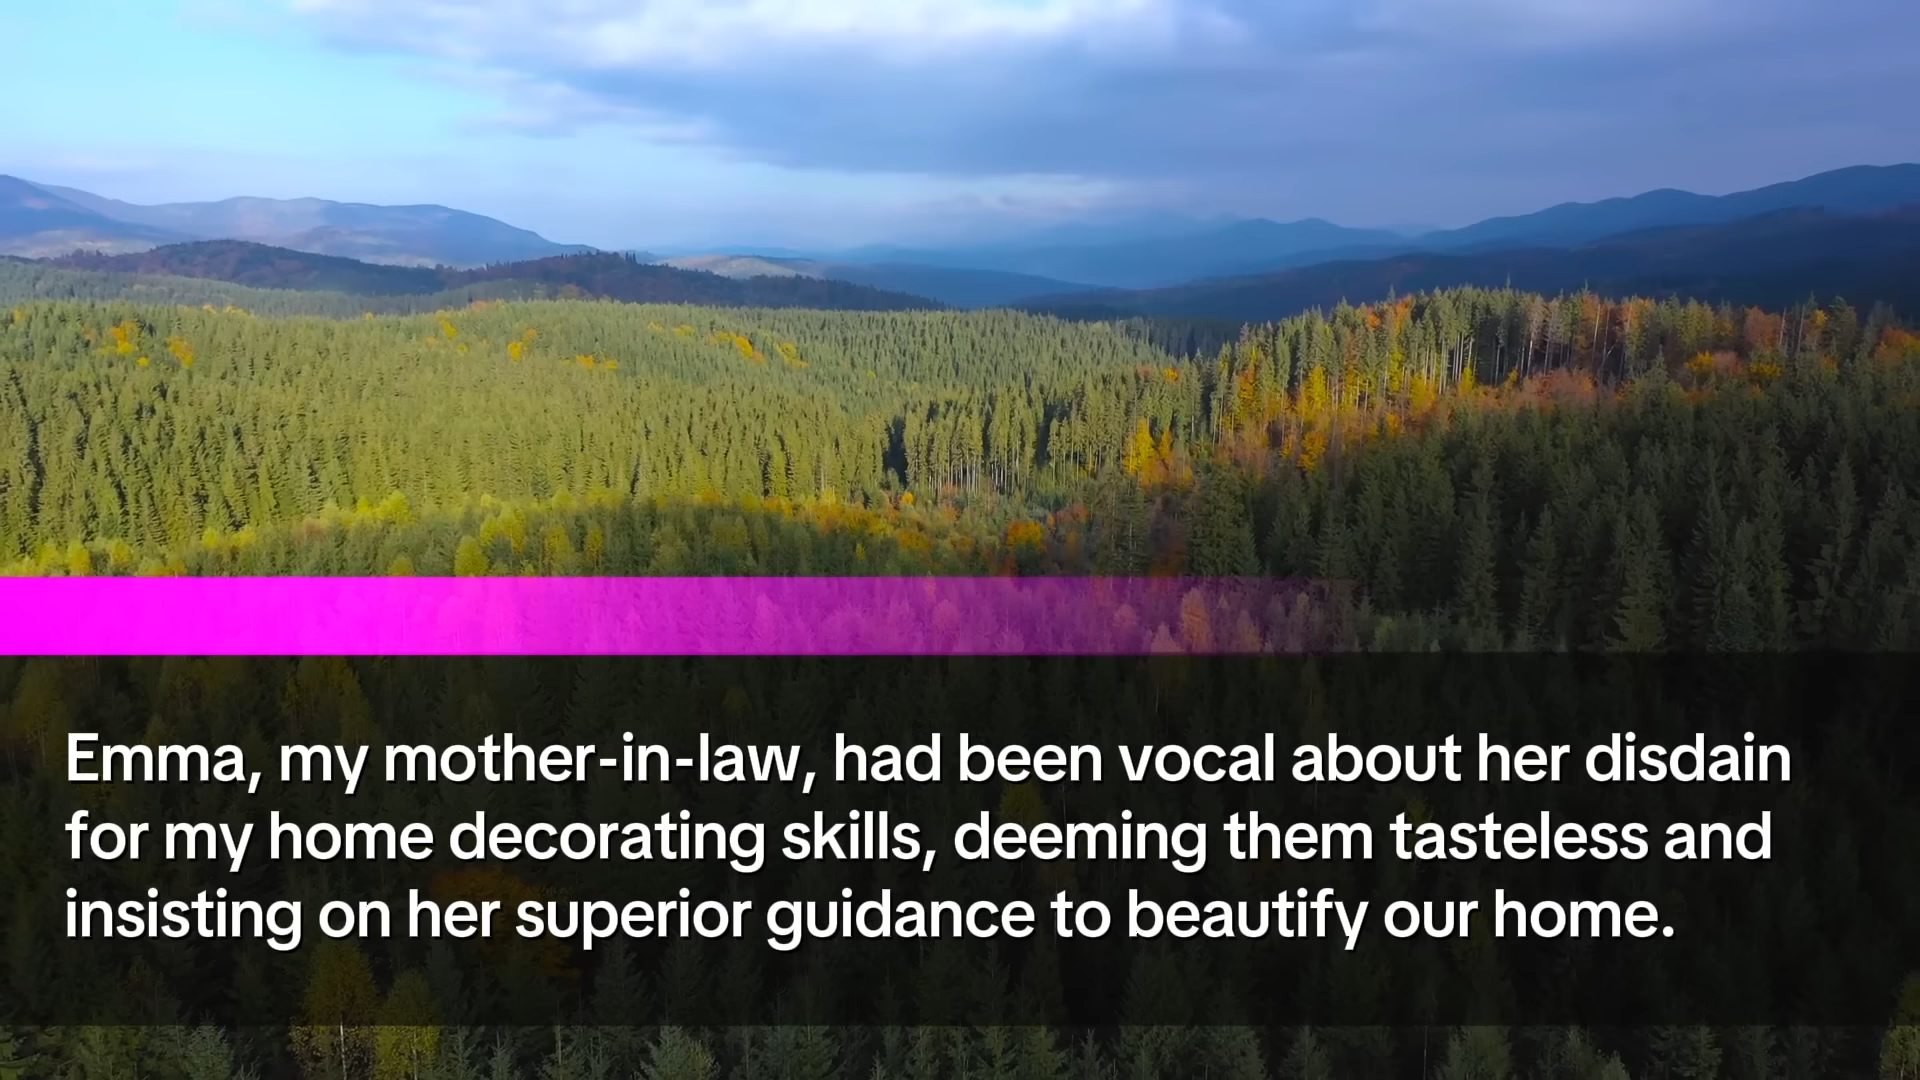 Emma, my mother-in-law, had been vocal about her disdain
for my home decorating skills, deeming them tasteless and
insisting on her superior guidance to beautify our home.